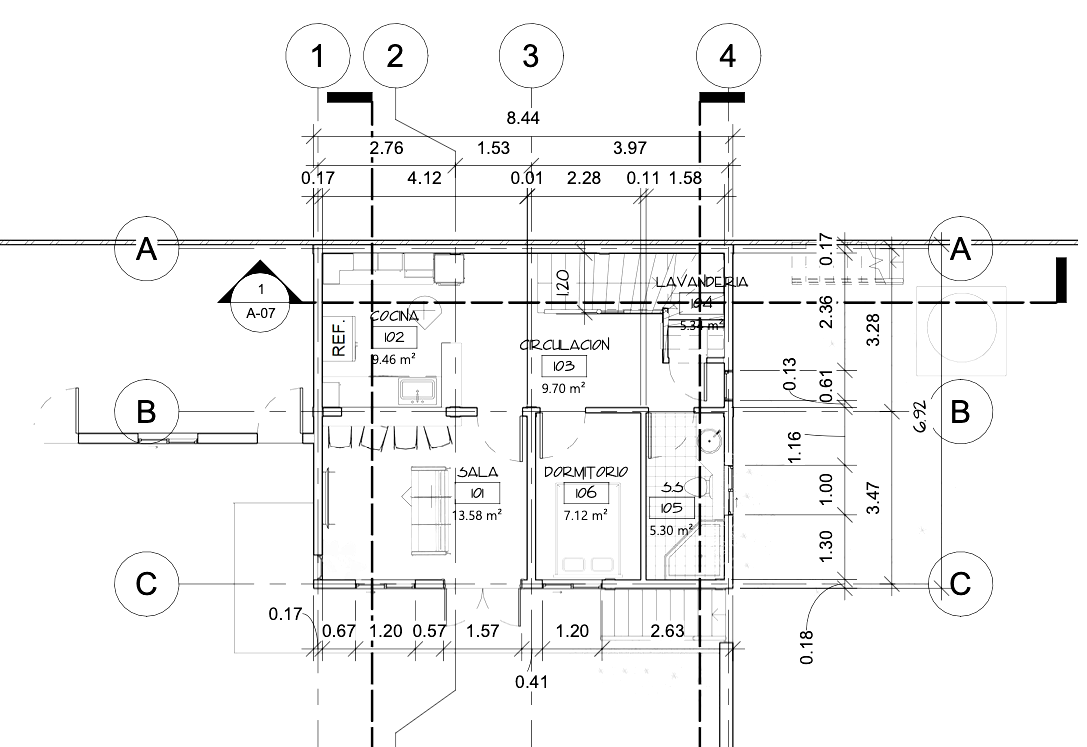 1 2 3 4
8.44
2.76 1.53 3.97
0.17 4.12 0.01 2.28 0.11 1.58
A A
0.17
1
A-07
1.20
LAVANDERIA
104
5.34 m²
2.36
3.28
COCINA
102
9.46 m²
REF.
CIRCULACION
103
9.70 m²
0.13
0.61
B B
6.92
1.16
SALA
101
13.58 m²
DORMITORIO
106
7.12 m²
S.S
105
5.30 m²
1.00
3.47
1.30
C C
0.17
0.67 1.20 0.57 1.57 1.20 2.63
0.41
0.18